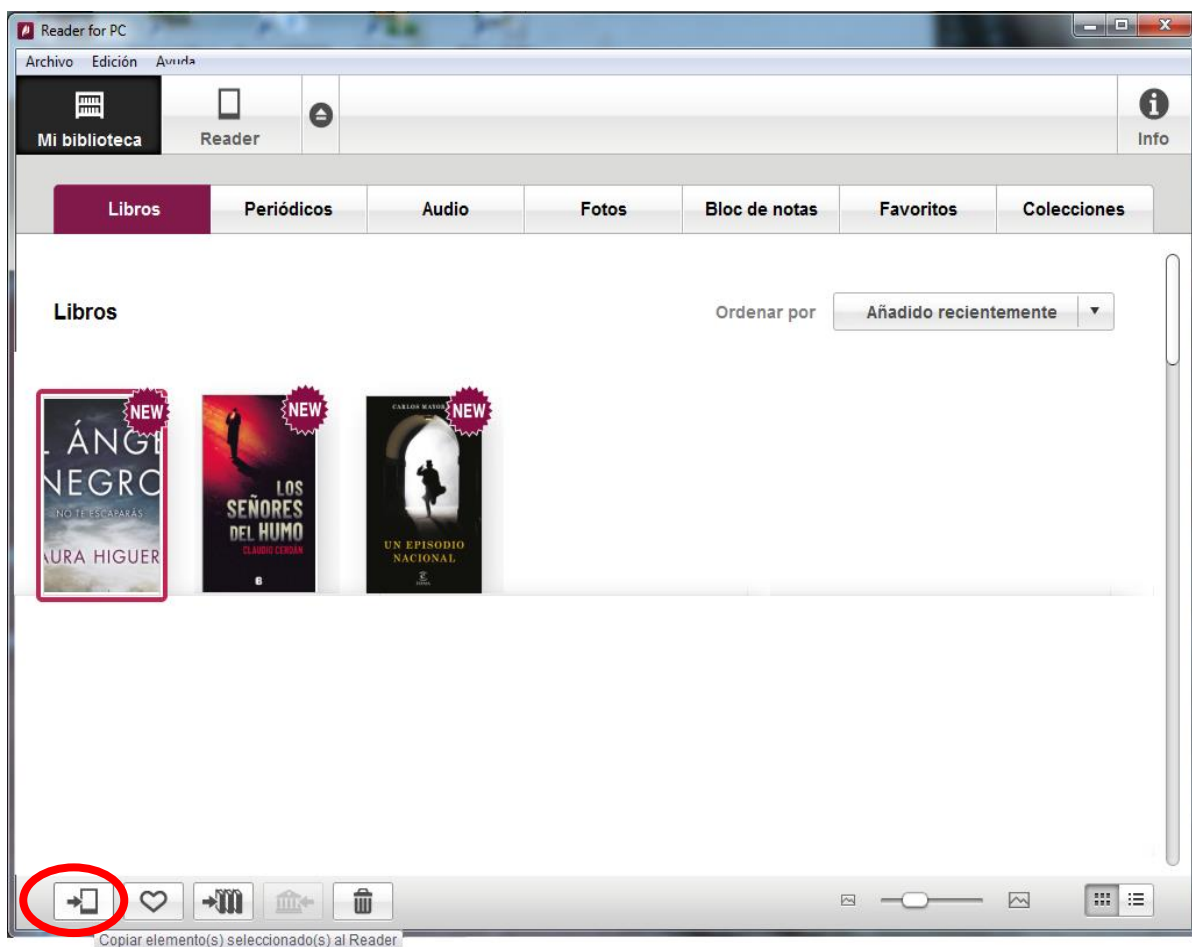 Reader for PC
Archivo Edición Ayuda
Mi biblioteca
Reader
Info
Libros Periódicos Audio Fotos Bloc de notas Favoritos Colecciones
Libros
Ordenar por Añadido recientemente
NEW
L ÁNGE
NEGRO
NO TE ESCAPARÁS
AURA HIGUER
NEW
LOS
SEÑORES
DEL HUMO
CLAUDIO CERDÁN
NEW
CARLOS MAYOR
UN EPISODIO
NACIONAL
Copiar elemento(s) seleccionado(s) al Reader